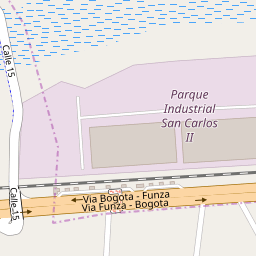 Calle 15
Parque
Industrial
San Carlos
II
Calle 15
Via Bogota - Funza
Via Funza - Bogota